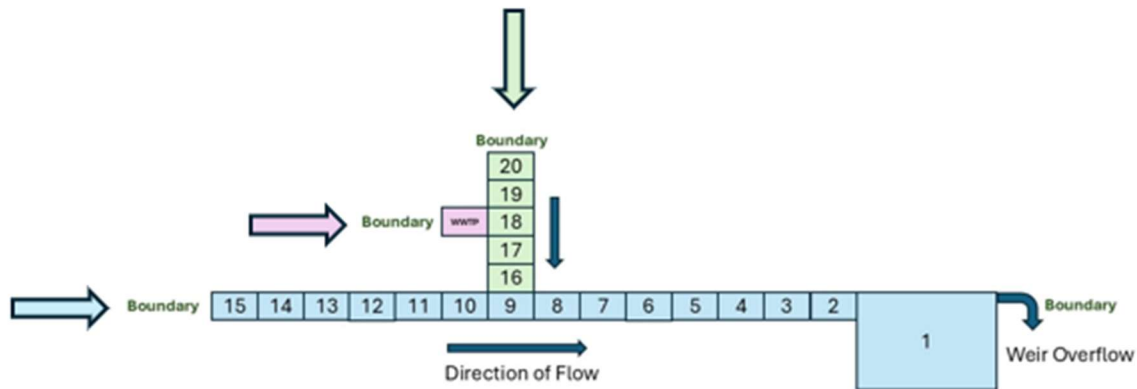 Boundary
20
19
Boundary WWTP 18
17
16
Boundary 15 14 13 12 11 10 9 8 7 6 5 4 3 2 Boundary
1
Weir Overflow
Direction of Flow